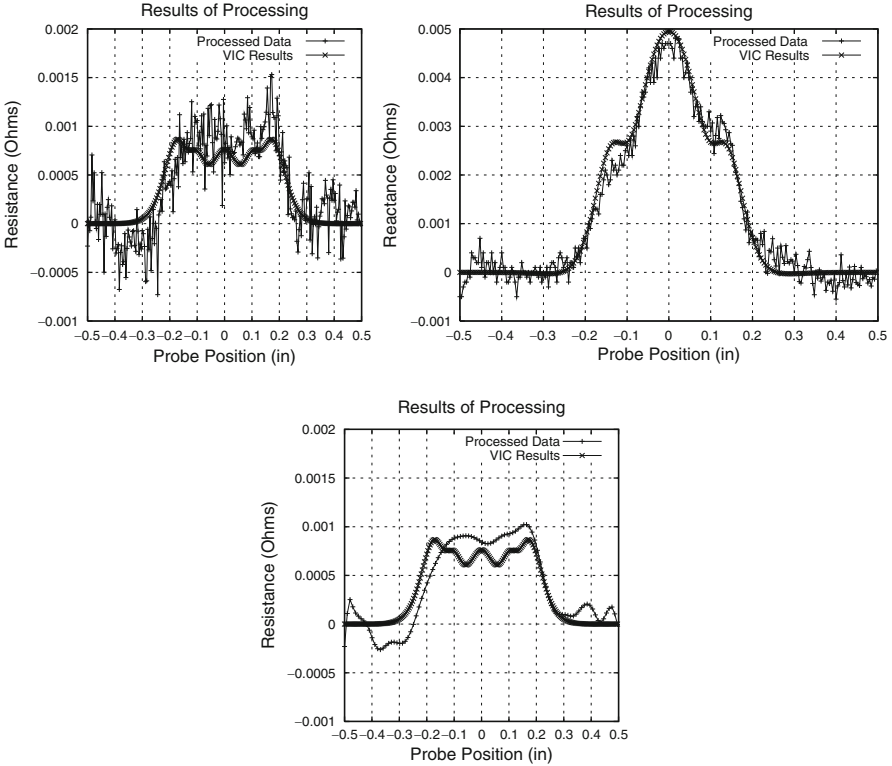 Results of Processing
Processed Data
VIC Results
0.002
0.0015
0.001
0.0005
0
−0.0005
−0.001
Resistance (Ohms)
−0.5 −0.4 −0.3 −0.2 −0.1 0 0.1 0.2 0.3 0.4 0.5
Probe Position (in)
Results of Processing
Processed Data
VIC Results
0.005
0.004
0.003
0.002
0.001
0
−0.001
Reactance (Ohms)
−0.5 −0.4 −0.3 −0.2 −0.1 0 0.1 0.2 0.3 0.4 0.5
Probe Position (in)
Results of Processing
Processed Data
VIC Results
0.002
0.0015
0.001
0.0005
0
−0.0005
−0.001
Resistance (Ohms)
−0.5 −0.4 −0.3 −0.2 −0.1 0 0.1 0.2 0.3 0.4 0.5
Probe Position (in)